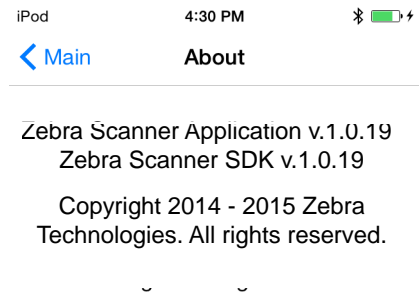 iPod 4:30 PM
Main About
Zebra Scanner Application v.1.0.19
Zebra Scanner SDK v.1.0.19
Copyright 2014 - 2015 Zebra
Technologies. All rights reserved.